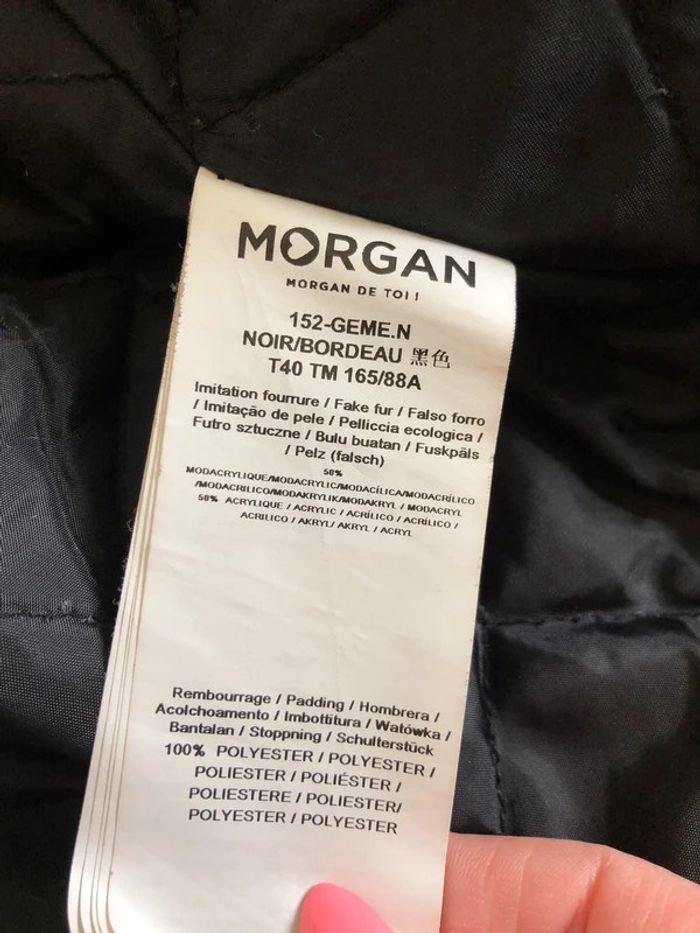 MORGAN
MORGAN DE TOI !
152-GEME.N
NOIR/BORDEAU 黑色
T40 TM 165/88A
Imitation fourrure / Fake fur / Falso forro
/ Imitação de pele / Pelliccia ecologica /
Futro sztuczne / Bulu buatan / Fuskpäls
/ Pelz (falsch)
50%
MODACRYLIQUE/MODACRYLIC/MODACÍLICA/MODACRÍLICO
/MODACRILICO/MODAKRYLIK/MODAKRYL / MODACRYL
50% ACRYLIQUE / ACRYLIC / ACRÍLICO / ACRÍLICO /
ACRILICO / AKRYL/ AKRYL / ACRYL
Rembourrage / Padding / Hombrera /
Acolchoamento / Imbottitura / Watówka /
Bantalan / Stoppning / Schulterstück
100% POLYESTER / POLYESTER /
POLIESTER / POLIÉSTER /
POLIESTERE / POLIESTER/
POLYESTER / POLYESTER